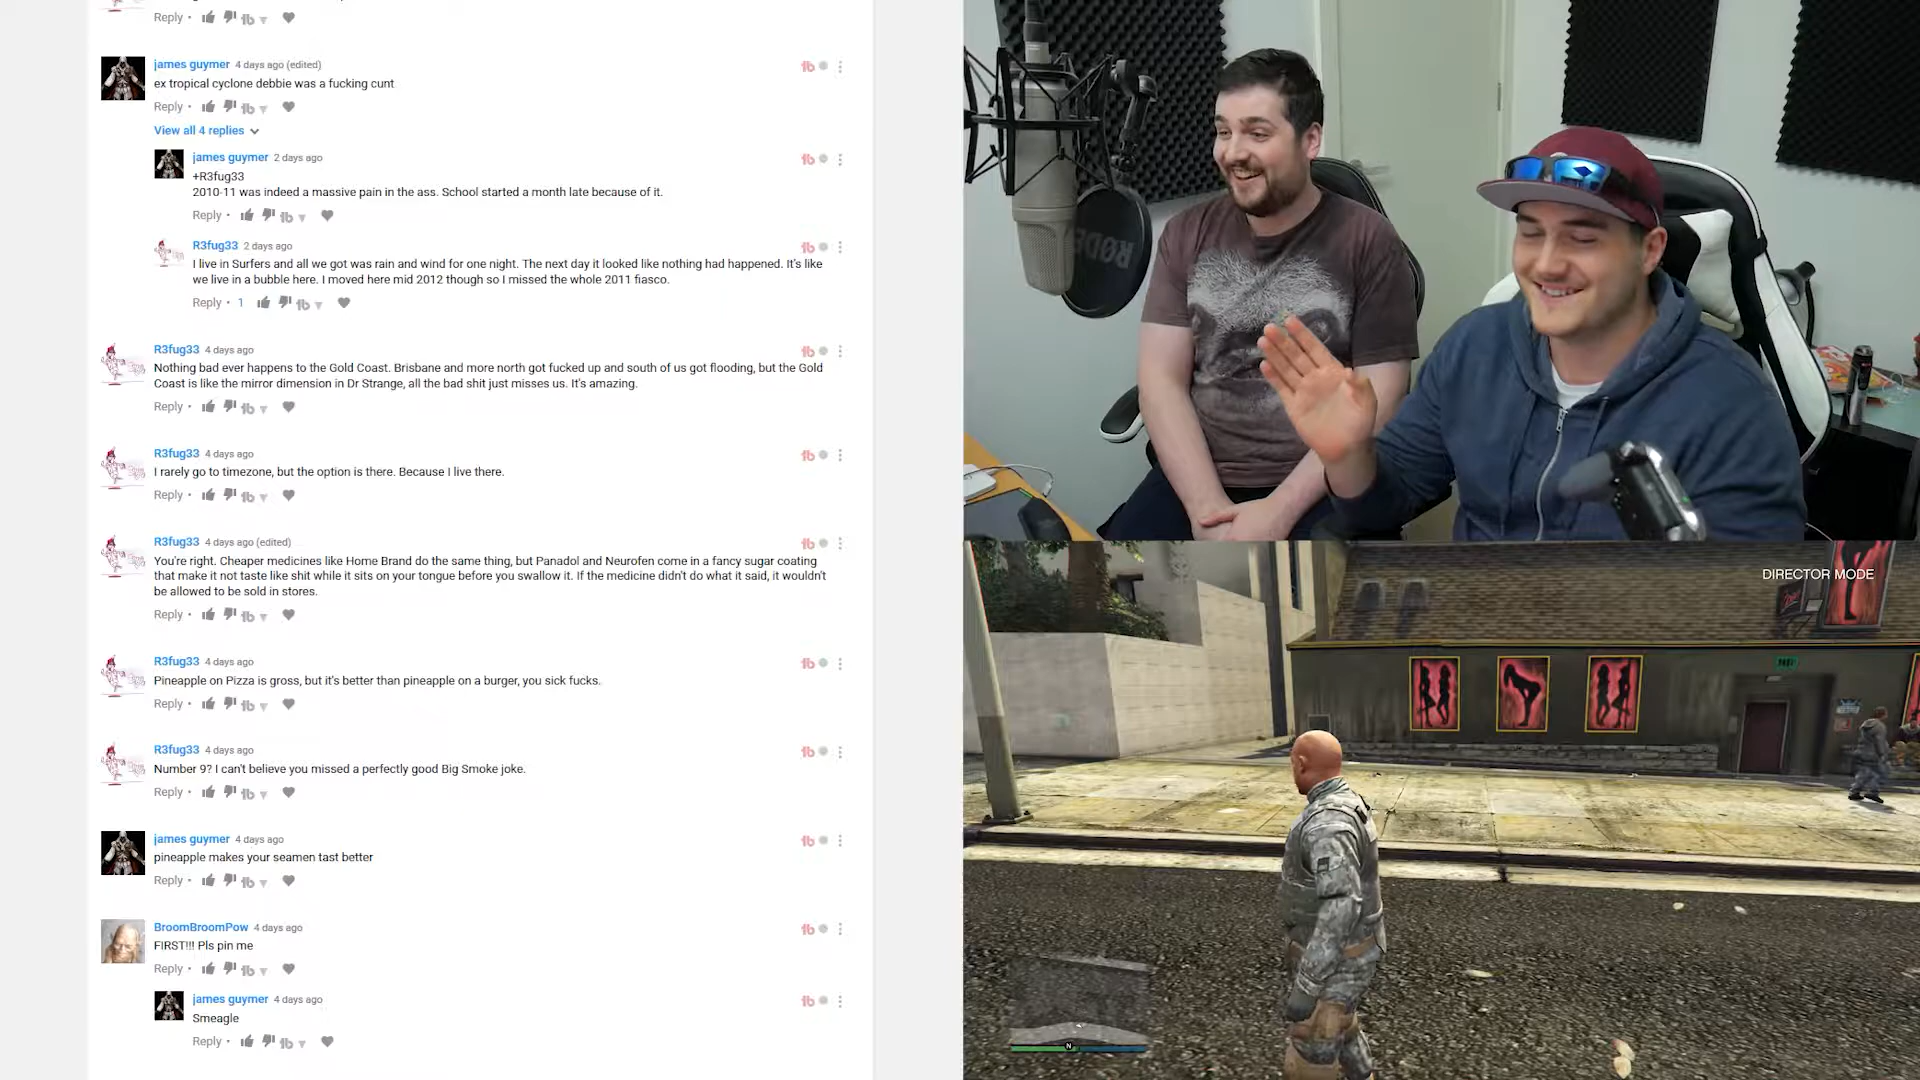 Reply •
james guymer 4 days ago (edited)
ex tropical cyclone debbie was a fucking cunt
Reply •
View all 4 replies
james guymer 2 days ago
+R3fug33
2010-11 was indeed a massive pain in the ass. School started a month late because of it.
Reply •
R3fug33 2 days ago
I live in Surfers and all we got was rain and wind for one night. The next day it looked like nothing had happened. It's like
we live in a bubble here. I moved here mid 2012 though so I missed the whole 2011 fiasco.
Reply • 1
R3fug33 4 days ago
Nothing bad ever happens to the Gold Coast. Brisbane and more north got fucked up and south of us got flooding, but the Gold
Coast is like the mirror dimension in Dr Strange, all the bad shit just misses us. It's amazing.
Reply •
R3fug33 4 days ago
I rarely go to timezone, but the option is there. Because I live there.
Reply •
R3fug33 4 days ago (edited)
You're right. Cheaper medicines like Home Brand do the same thing, but Panadol and Neurofen come in a fancy sugar coating
that make it not taste like shit while it sits on your tongue before you swallow it. If the medicine didn't do what it said, it wouldn't
be allowed to be sold in stores.
Reply •
R3fug33 4 days ago
Pineapple on Pizza is gross, but it's better than pineapple on a burger, you sick fucks.
Reply •
R3fug33 4 days ago
Number 9? I can't believe you missed a perfectly good Big Smoke joke.
Reply •
james guymer 4 days ago
pineapple makes your seamen tast better
Reply •
BroomBroomPow 4 days ago
FIRST!!! Pls pin me
Reply •
james guymer 4 days ago
Smeagle
Reply •
RØDE
DIRECTOR MODE
N